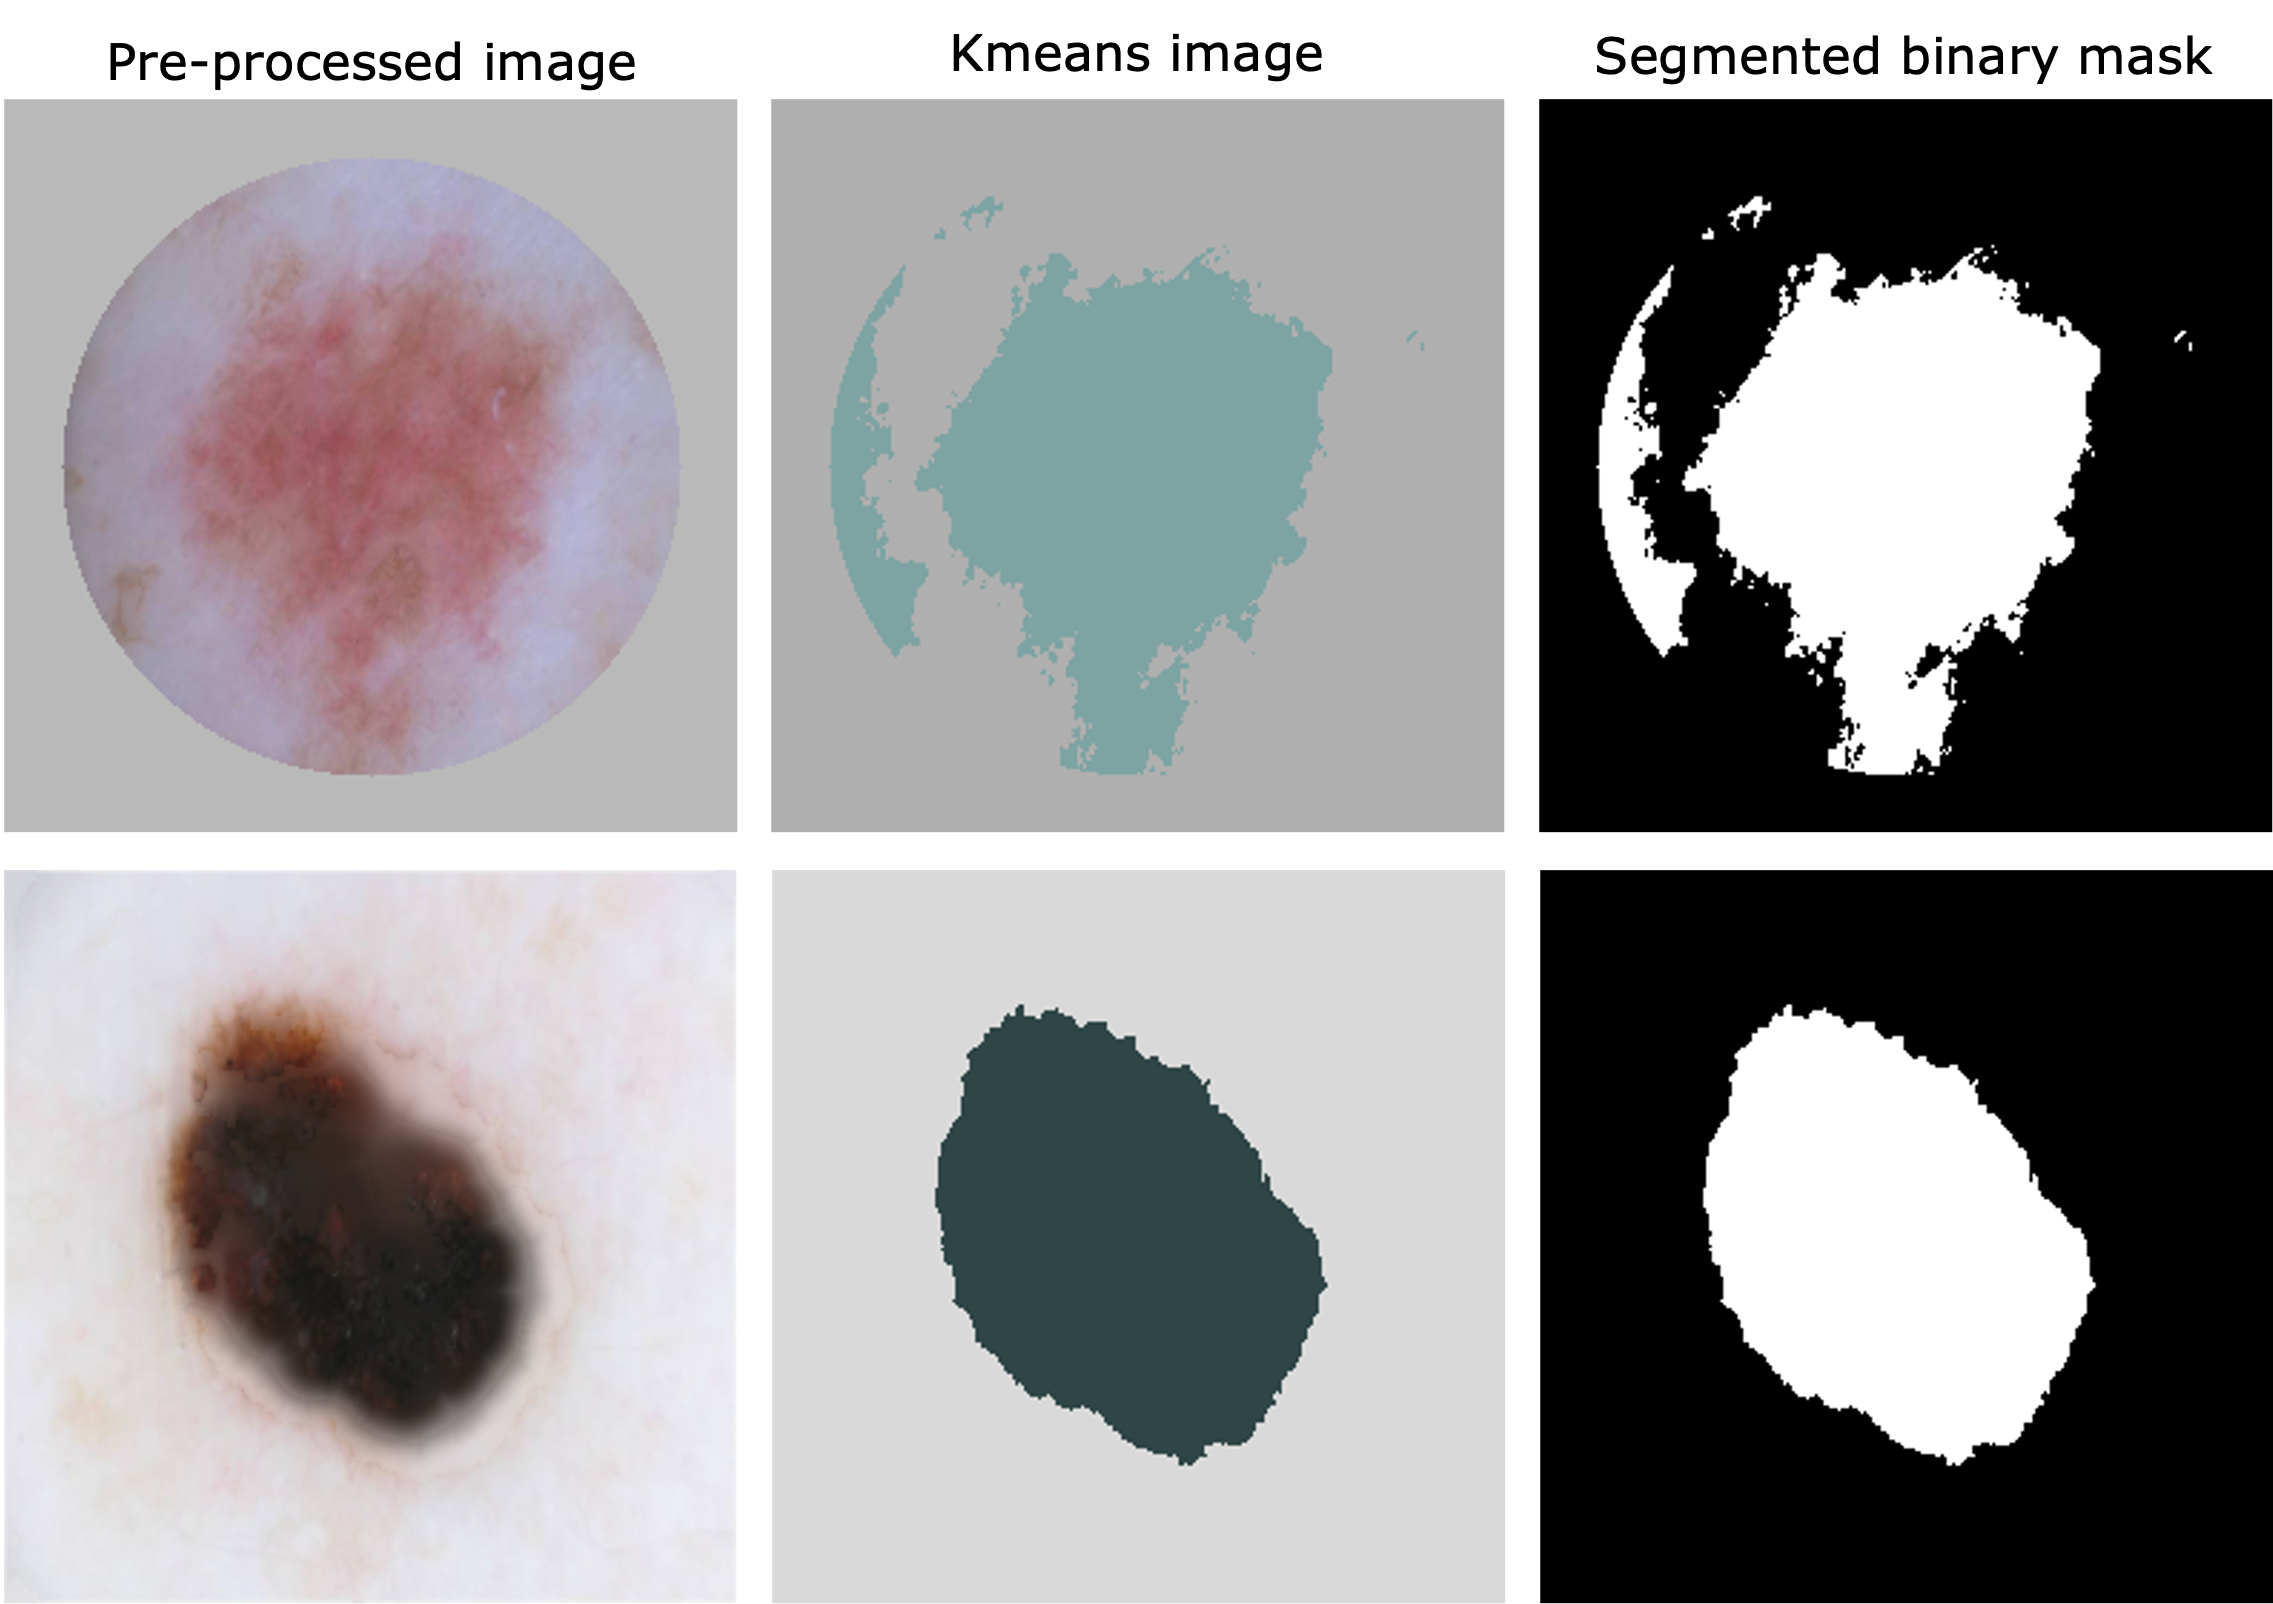 Pre-processed image
Kmeans image
Segmented binary mask